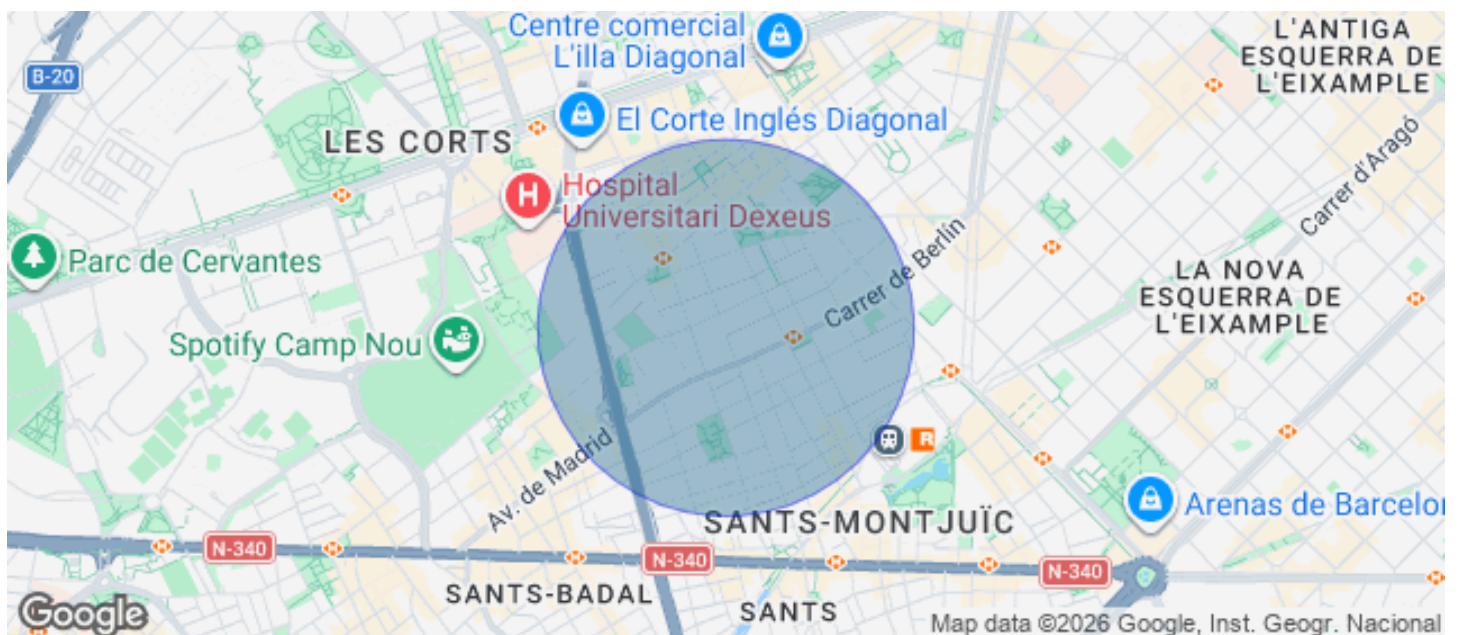 Centre comercial
L'illa Diagonal
L'ANTIGA
ESQUERRA DE
L'EIXAMPLE
B-20
El Corte Inglés Diagonal
LES CORTS
H
Hospital
Universitari Dexeus
Carrer d'Aragó
Parc de Cervantes
Carrer de Berlín
LA NOVA
ESQUERRA DE
L'EIXAMPLE
Spotify Camp Nou
Av. de Madrid
R
Arenas de Barcelon
SANTS-MONTJUÏC
N-340
N-340
N-340
SANTS-BADAL
SANTS
Google
Map data ©2026 Google, Inst. Geogr. Nacional